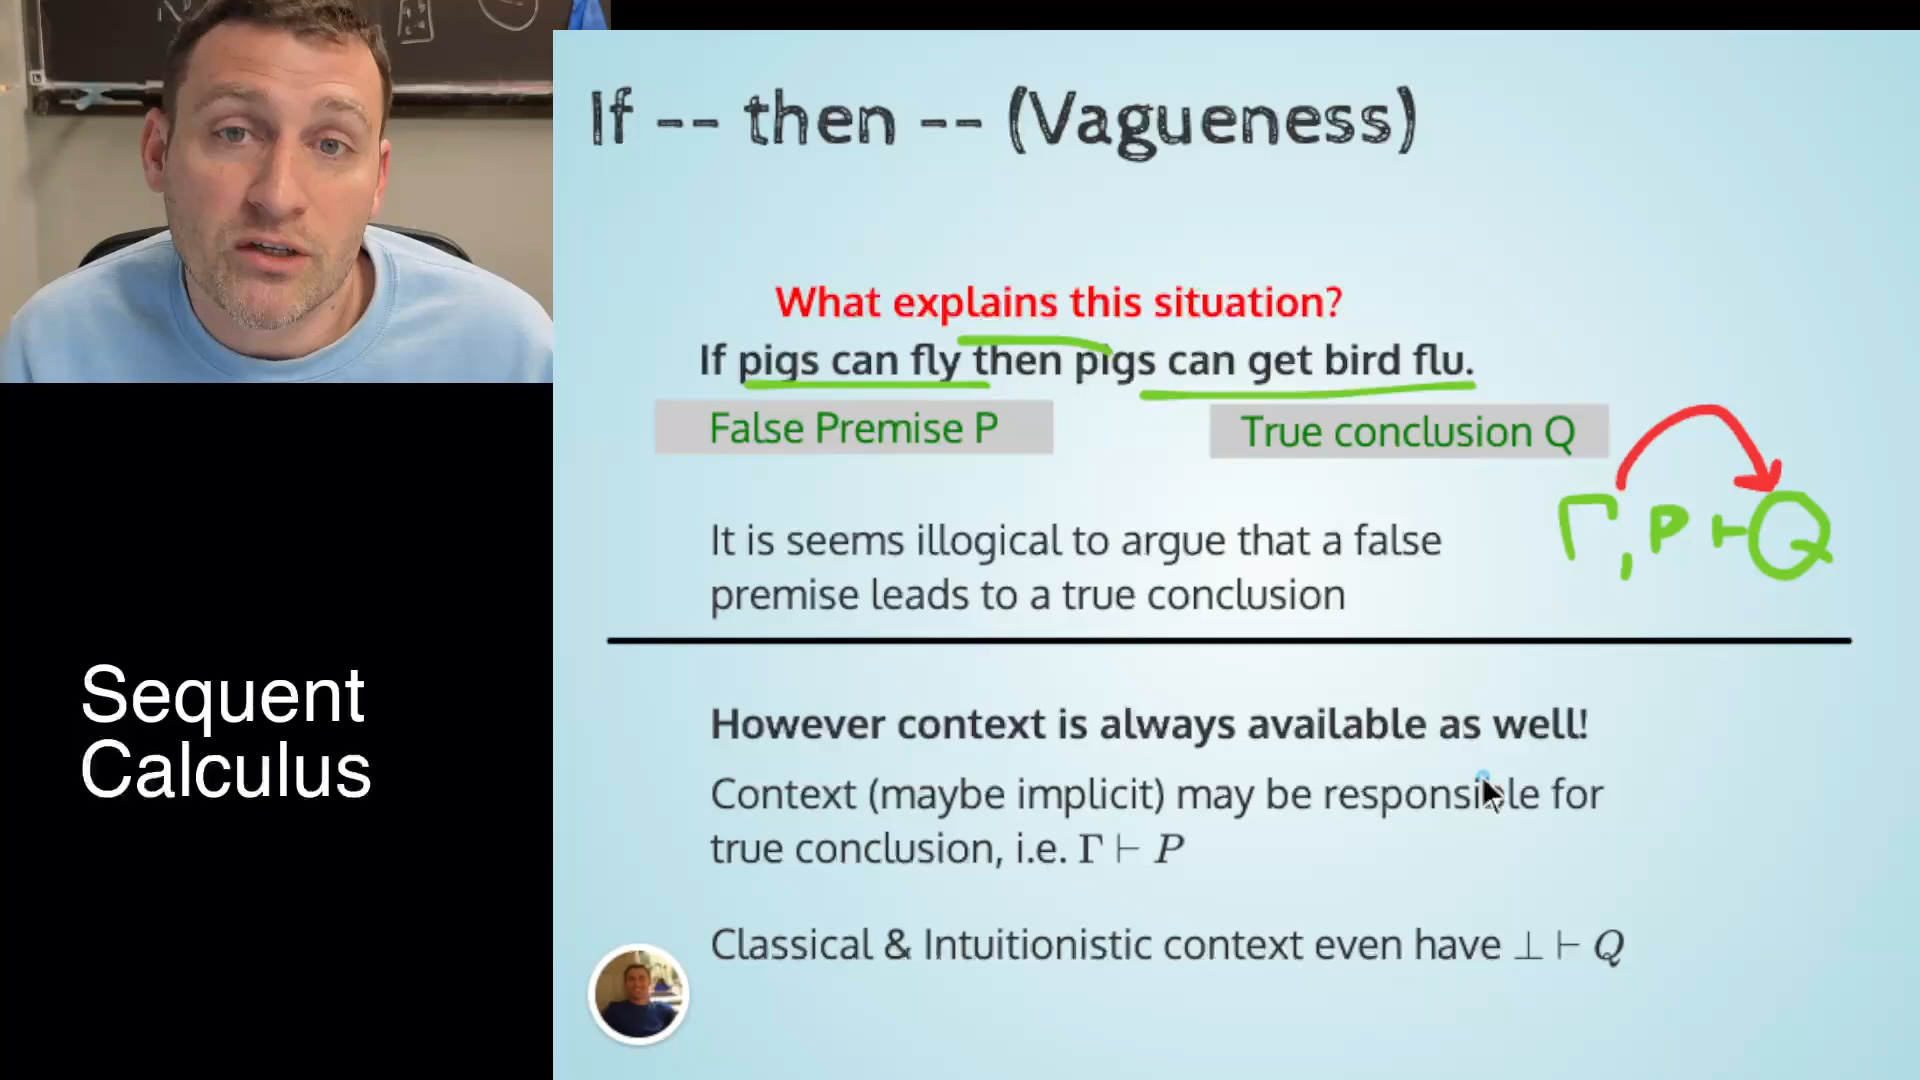 If -- then -- (Vagueness)
What explains this situation?
If pigs can fly then pigs can get bird flu.
False Premise P
True conclusion Q
Γ, P ⊢ Q
It is seems illogical to argue that a false
premise leads to a true conclusion
However context is always available as well!
Context (maybe implicit) may be responsible for
true conclusion, i.e. Γ ⊢ P
Classical & Intuitionistic context even have ⊥ ⊢ Q
Sequent
Calculus